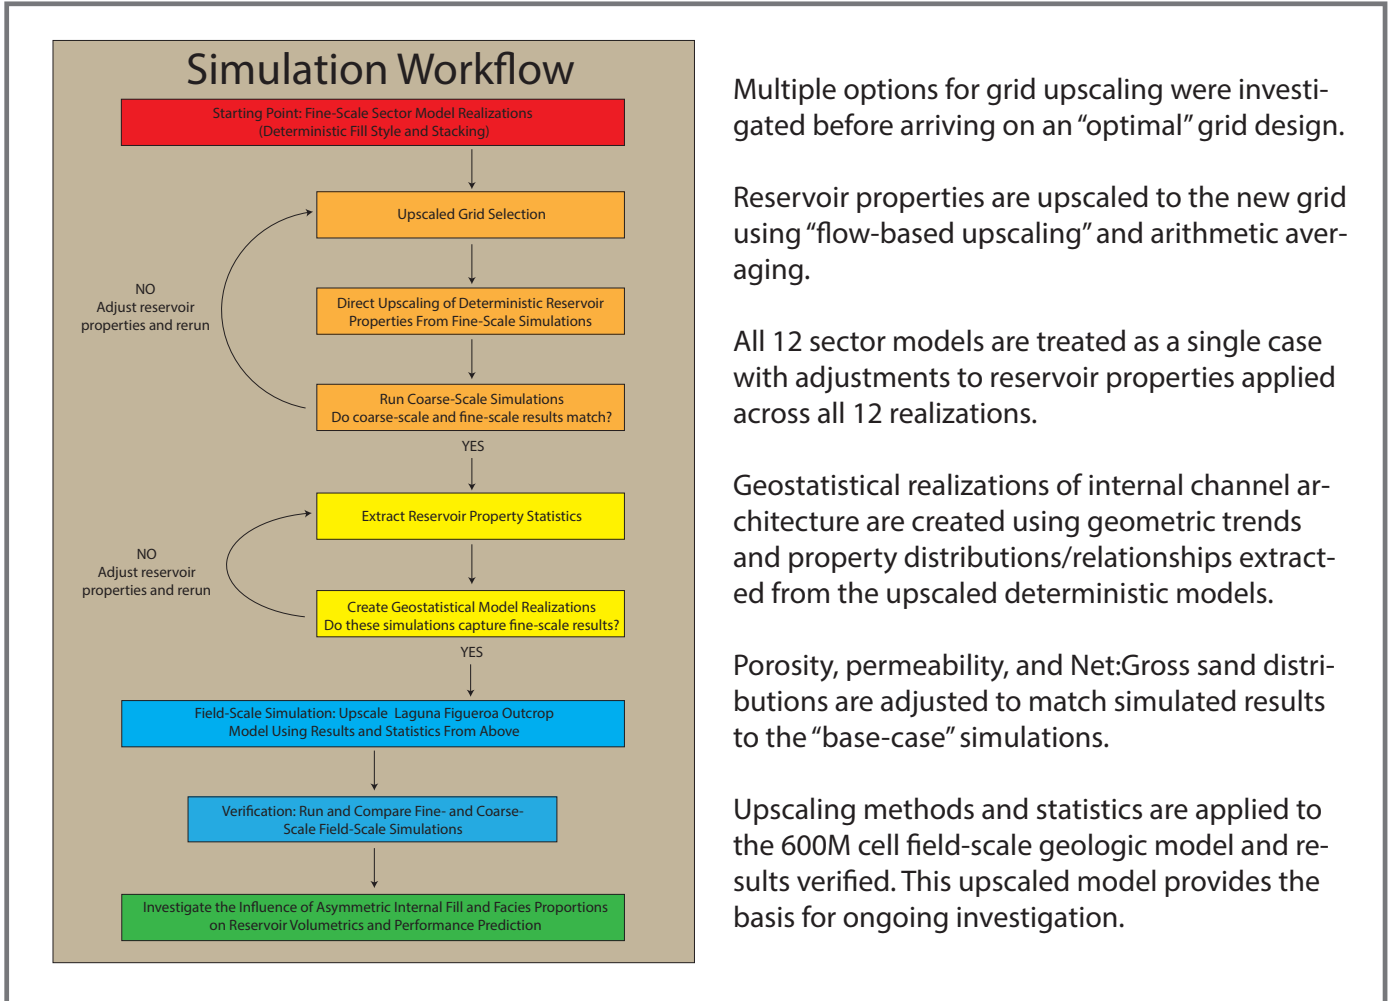 Simulation Workflow
Starting Point: Fine-Scale Sector Model Realizations
(Deterministic Fill Style and Stacking)
Upscaled Grid Selection
Direct Upscaling of Deterministic Reservoir
Properties From Fine-Scale Simulations
NO
Adjust reservoir
properties and rerun
Run Coarse-Scale Simulations
Do coarse-scale and fine-scale results match?
YES
Extract Reservoir Property Statistics
NO
Adjust reservoir
properties and rerun
Create Geostatistical Model Realizations
Do these simulations capture fine-scale results?
YES
Field-Scale Simulation: Upscale Laguna Figueroa Outcrop
Model Using Results and Statistics From Above
Verification: Run and Compare Fine- and Coarse-
Scale Field-Scale Simulations
Investigate the Influence of Asymmetric Internal Fill and Facies Proportions
on Reservoir Volumetrics and Performance Prediction
Multiple options for grid upscaling were investi-
gated before arriving on an “optimal” grid design.
Reservoir properties are upscaled to the new grid
using “flow-based upscaling” and arithmetic aver-
aging.
All 12 sector models are treated as a single case
with adjustments to reservoir properties applied
across all 12 realizations.
Geostatistical realizations of internal channel ar-
chitecture are created using geometric trends
and property distributions/relationships extract-
ed from the upscaled deterministic models.
Porosity, permeability, and Net:Gross sand distri-
butions are adjusted to match simulated results
to the “base-case” simulations.
Upscaling methods and statistics are applied to
the 600M cell field-scale geologic model and re-
sults verified. This upscaled model provides the
basis for ongoing investigation.